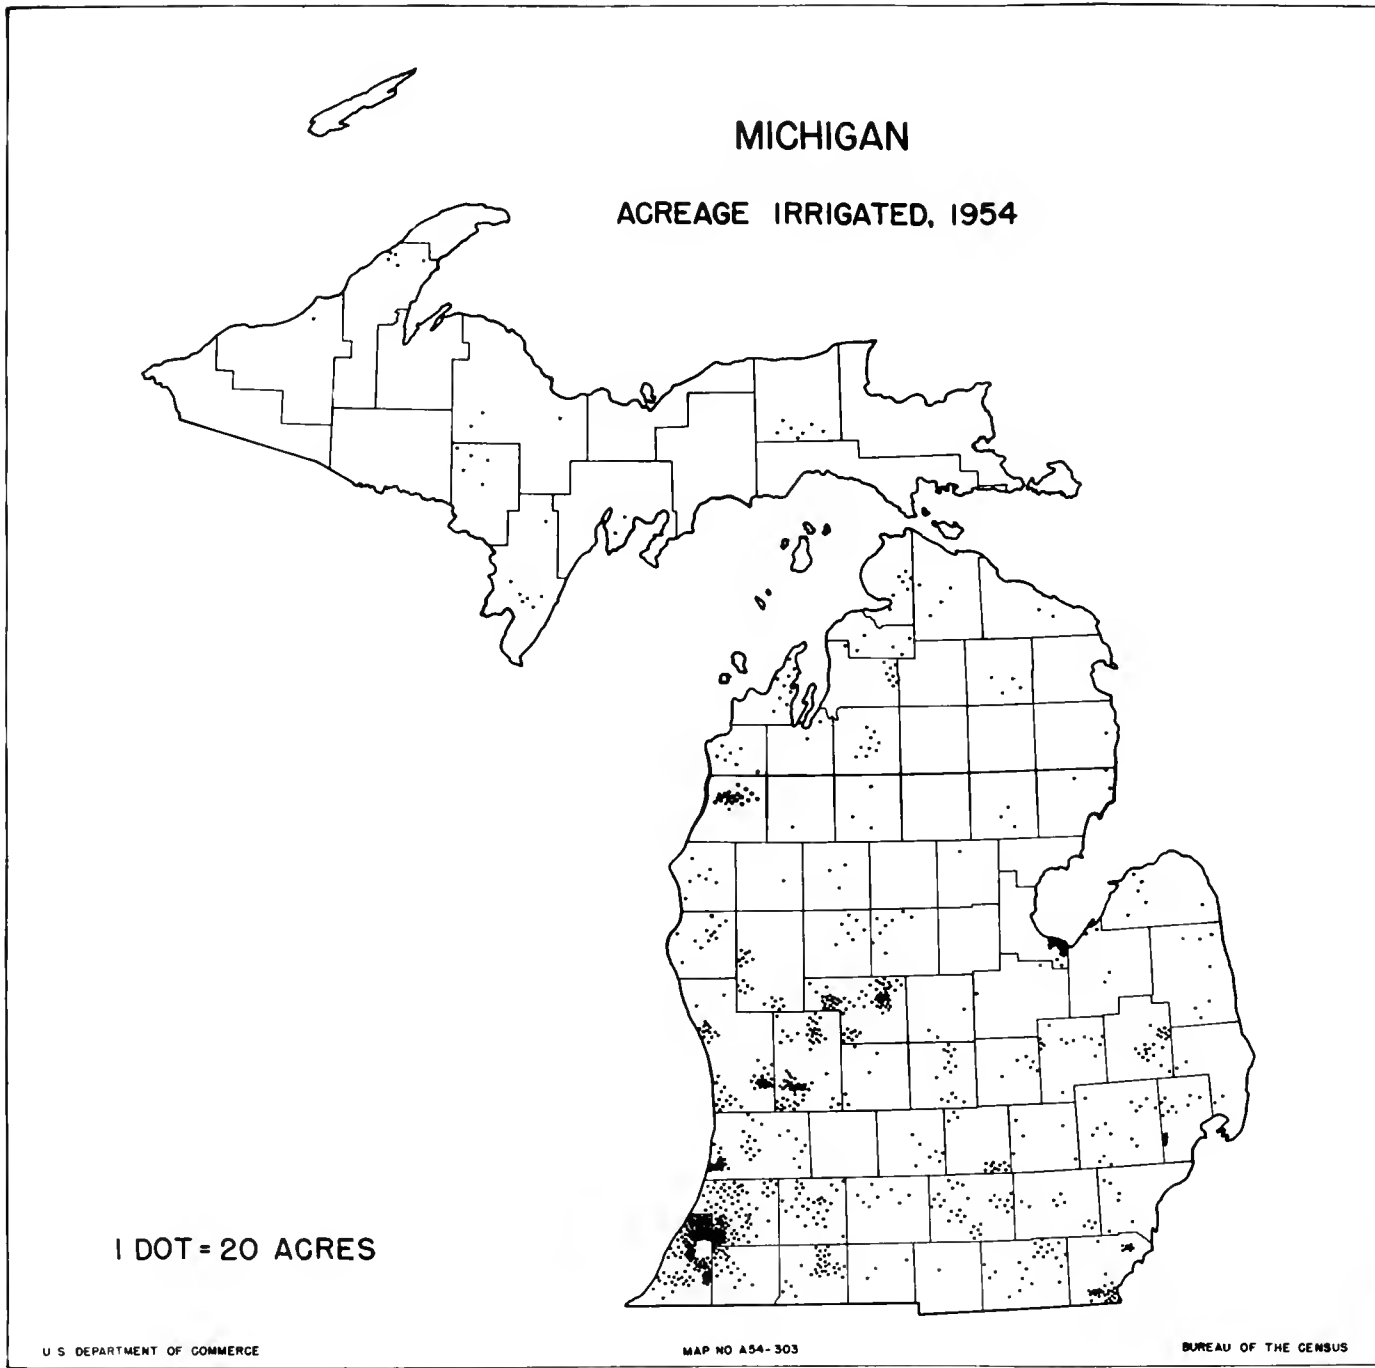 MICHIGAN
ACREAGE IRRIGATED, 1954
1 DOT = 20 ACRES
U S DEPARTMENT OF COMMERCE
MAP NO A54-303
BUREAU OF THE CENSUS